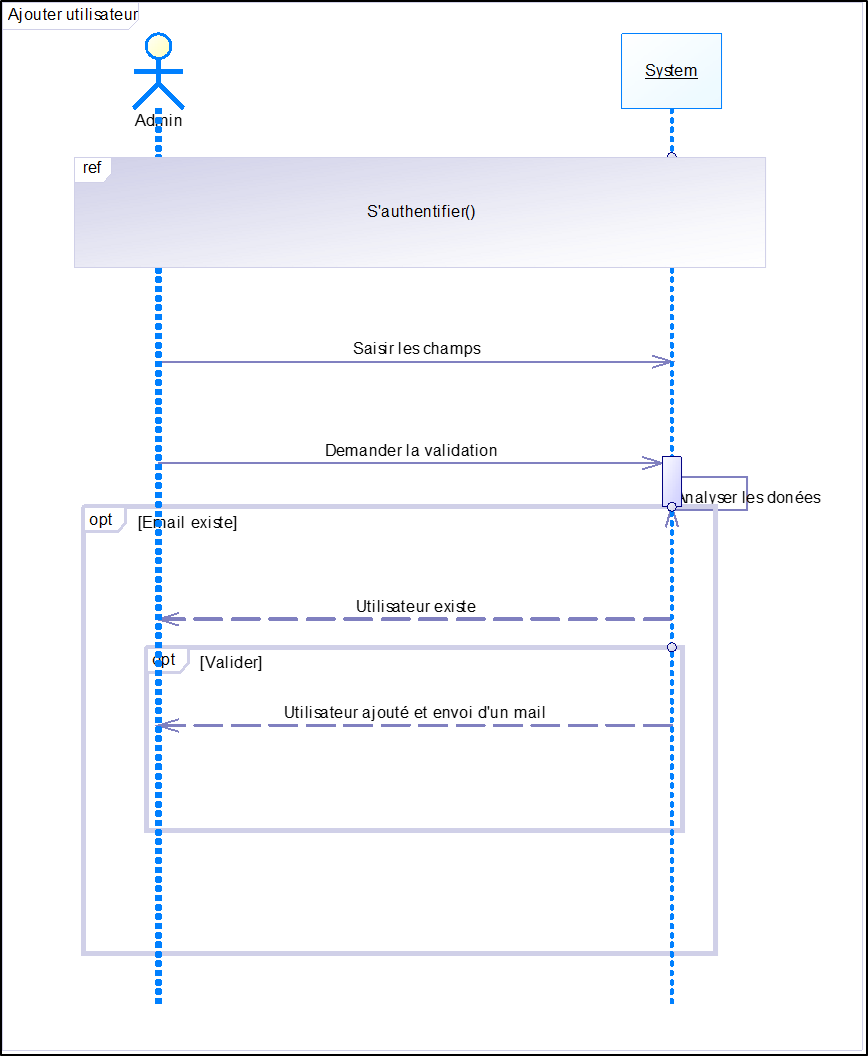 Ajouter utilisateur
System
Admin
ref
S'authentifier()
Saisir les champs
Demander la validation
Analyser les donées
opt
[Email existe]
Utilisateur existe
opt
[Valider]
Utilisateur ajouté et envoi d'un mail